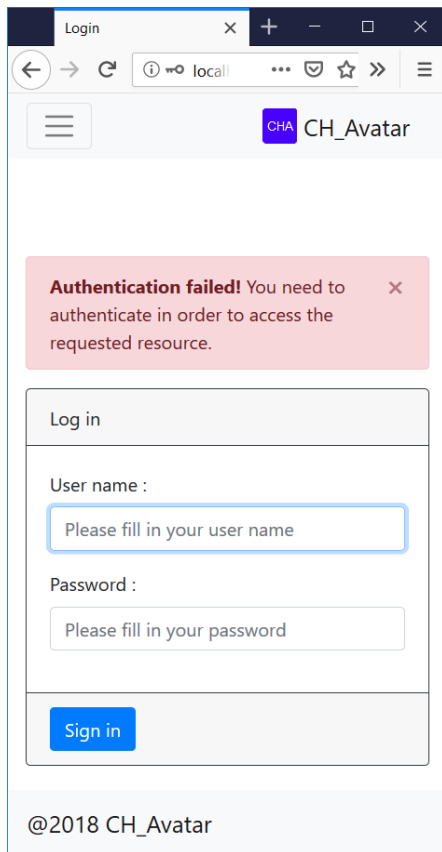 Login
locall
CHA CH_Avatar
Authentication failed! You need to
authenticate in order to access the
requested resource.
Log in
User name :
Please fill in your user name
Password :
Please fill in your password
Sign in
@2018 CH_Avatar